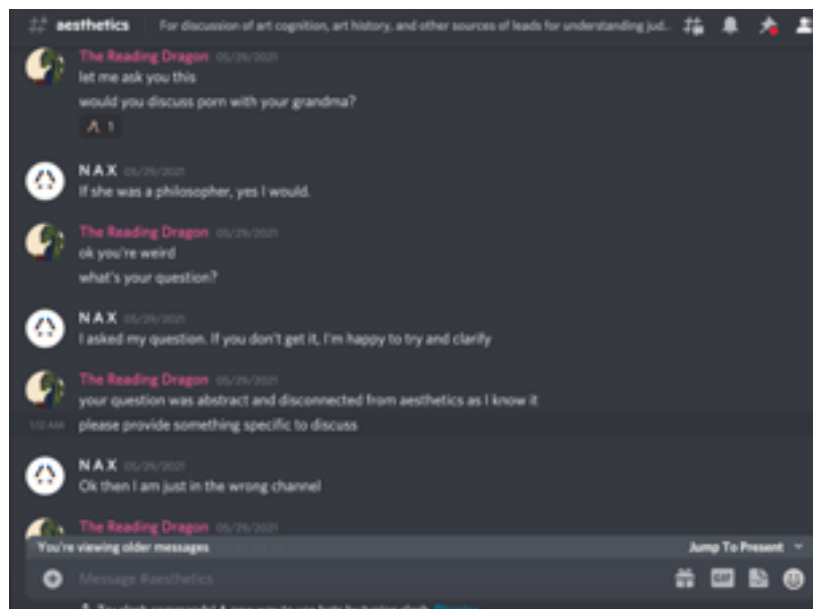 aesthetics For discussion of art cognition, art history, and other sources of leads for understanding jud...
The Reading Dragon 05/29/2021
let me ask you this
would you discuss porn with your grandma?
1
N A X 05/29/2021
If she was a philosopher, yes I would.
The Reading Dragon 05/29/2021
ok you're weird
what's your question?
N A X 05/29/2021
I asked my question. If you don't get it, I'm happy to try and clarify
The Reading Dragon 05/29/2021
your question was abstract and disconnected from aesthetics as I know it
1:12 AM please provide something specific to discuss
N A X 05/29/2021
Ok then I am just in the wrong channel
The Reading Dragon 05/29/2021
You're viewing older messages Jump To Present
Message #aesthetics GIF